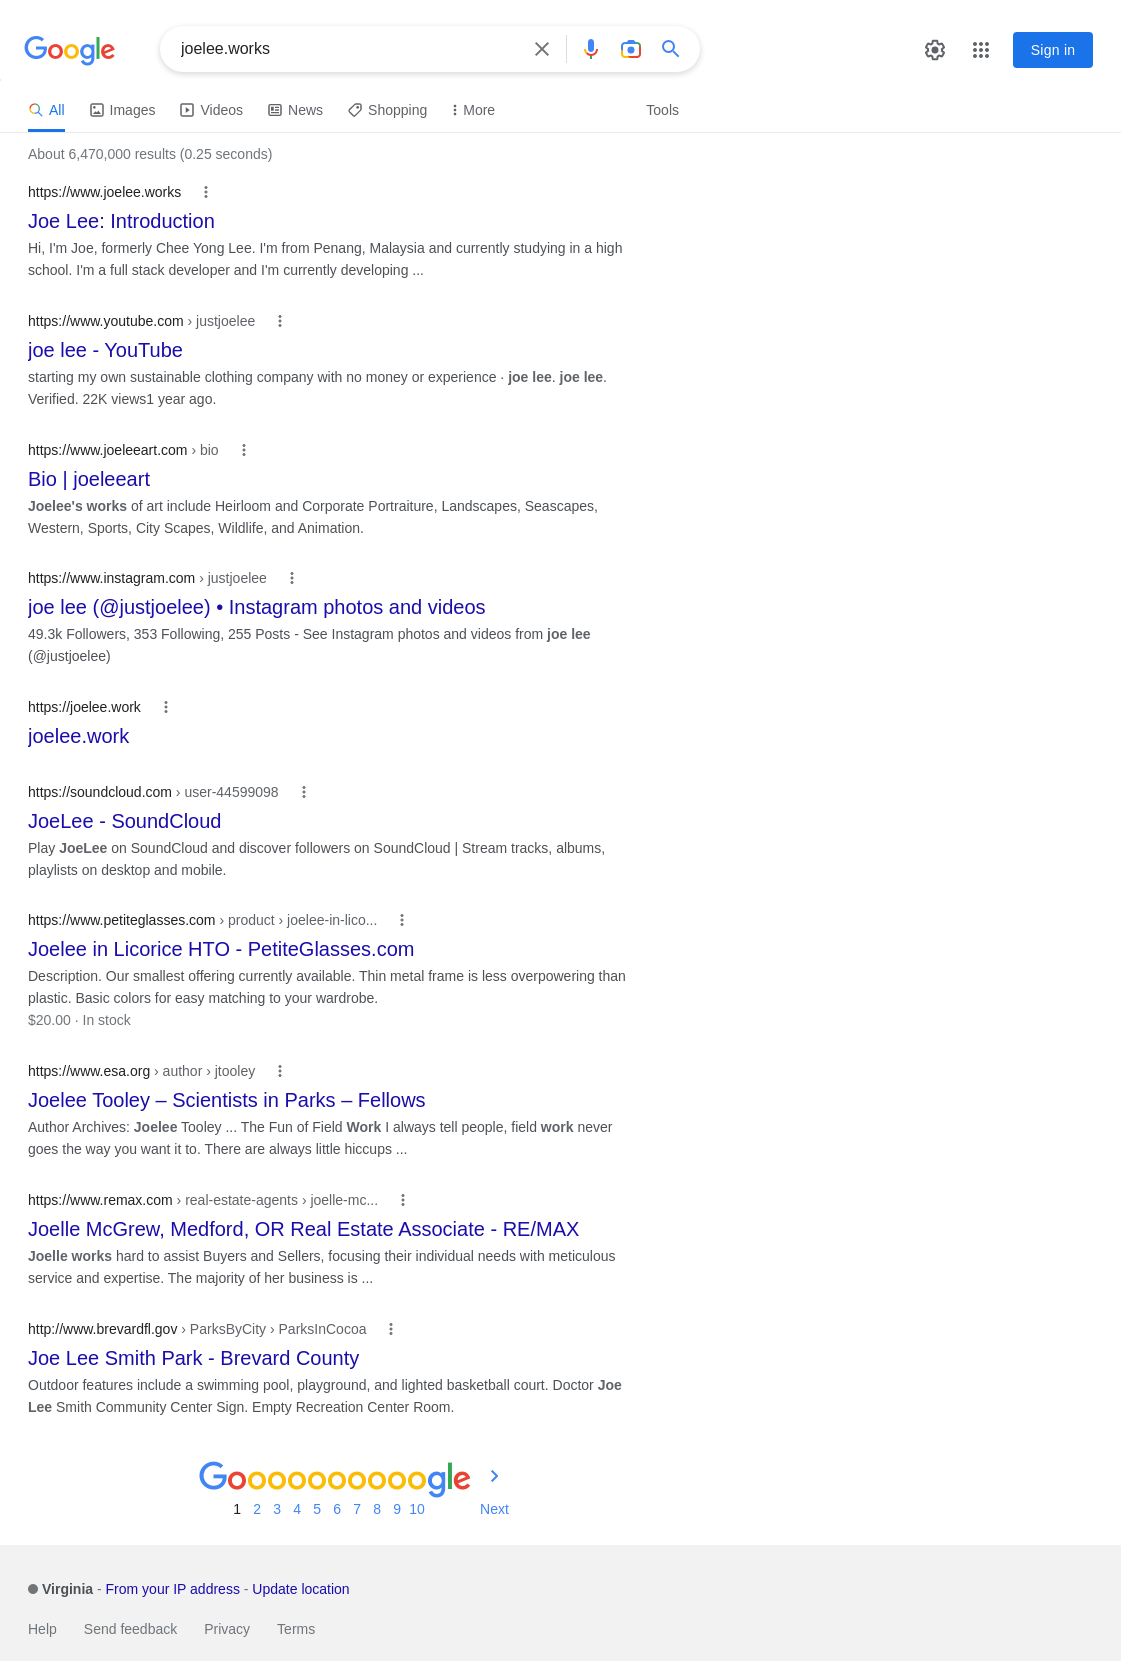 Google
joelee.works
Sign in
All
Images
Videos
News
Shopping
More
Tools
About 6,470,000 results (0.25 seconds)
https://www.joelee.works
Joe Lee: Introduction
Hi, I'm Joe, formerly Chee Yong Lee. I'm from Penang, Malaysia and currently studying in a high
school. I'm a full stack developer and I'm currently developing ...
https://www.youtube.com › justjoelee
joe lee - YouTube
starting my own sustainable clothing company with no money or experience · joe lee. joe lee.
Verified. 22K views1 year ago.
https://www.joeleeart.com › bio
Bio | joeleeart
Joelee's works of art include Heirloom and Corporate Portraiture, Landscapes, Seascapes,
Western, Sports, City Scapes, Wildlife, and Animation.
https://www.instagram.com › justjoelee
joe lee (@justjoelee) • Instagram photos and videos
49.3k Followers, 353 Following, 255 Posts - See Instagram photos and videos from joe lee
(@justjoelee)
https://joelee.work
joelee.work
https://soundcloud.com › user-44599098
JoeLee - SoundCloud
Play JoeLee on SoundCloud and discover followers on SoundCloud | Stream tracks, albums,
playlists on desktop and mobile.
https://www.petiteglasses.com › product › joelee-in-lico...
Joelee in Licorice HTO - PetiteGlasses.com
Description. Our smallest offering currently available. Thin metal frame is less overpowering than
plastic. Basic colors for easy matching to your wardrobe.
$20.00 · In stock
https://www.esa.org › author › jtooley
Joelee Tooley – Scientists in Parks – Fellows
Author Archives: Joelee Tooley ... The Fun of Field Work I always tell people, field work never
goes the way you want it to. There are always little hiccups ...
https://www.remax.com › real-estate-agents › joelle-mc...
Joelle McGrew, Medford, OR Real Estate Associate - RE/MAX
Joelle works hard to assist Buyers and Sellers, focusing their individual needs with meticulous
service and expertise. The majority of her business is ...
http://www.brevardfl.gov › ParksByCity › ParksInCocoa
Joe Lee Smith Park - Brevard County
Outdoor features include a swimming pool, playground, and lighted basketball court. Doctor Joe
Lee Smith Community Center Sign. Empty Recreation Center Room.
Goooooooooogle
1 2 3 4 5 6 7 8 9 10 Next
Virginia - From your IP address - Update location
Help Send feedback Privacy Terms